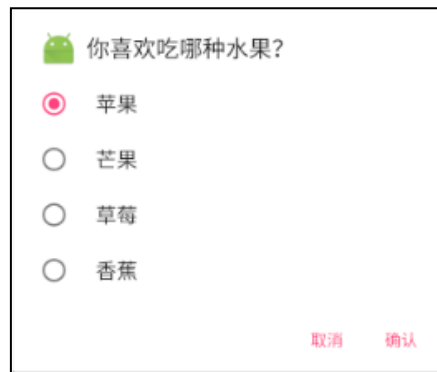 你喜欢吃哪种水果?
苹果
芒果
草莓
香蕉
取消 确认